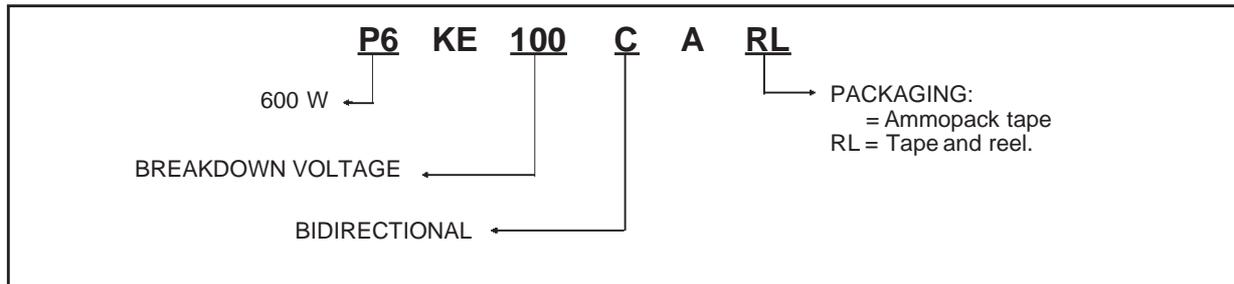 P6 KE 100 C A RL
600 W
PACKAGING:
= Ammopack tape
RL = Tape and reel.
BREAKDOWN VOLTAGE
BIDIRECTIONAL